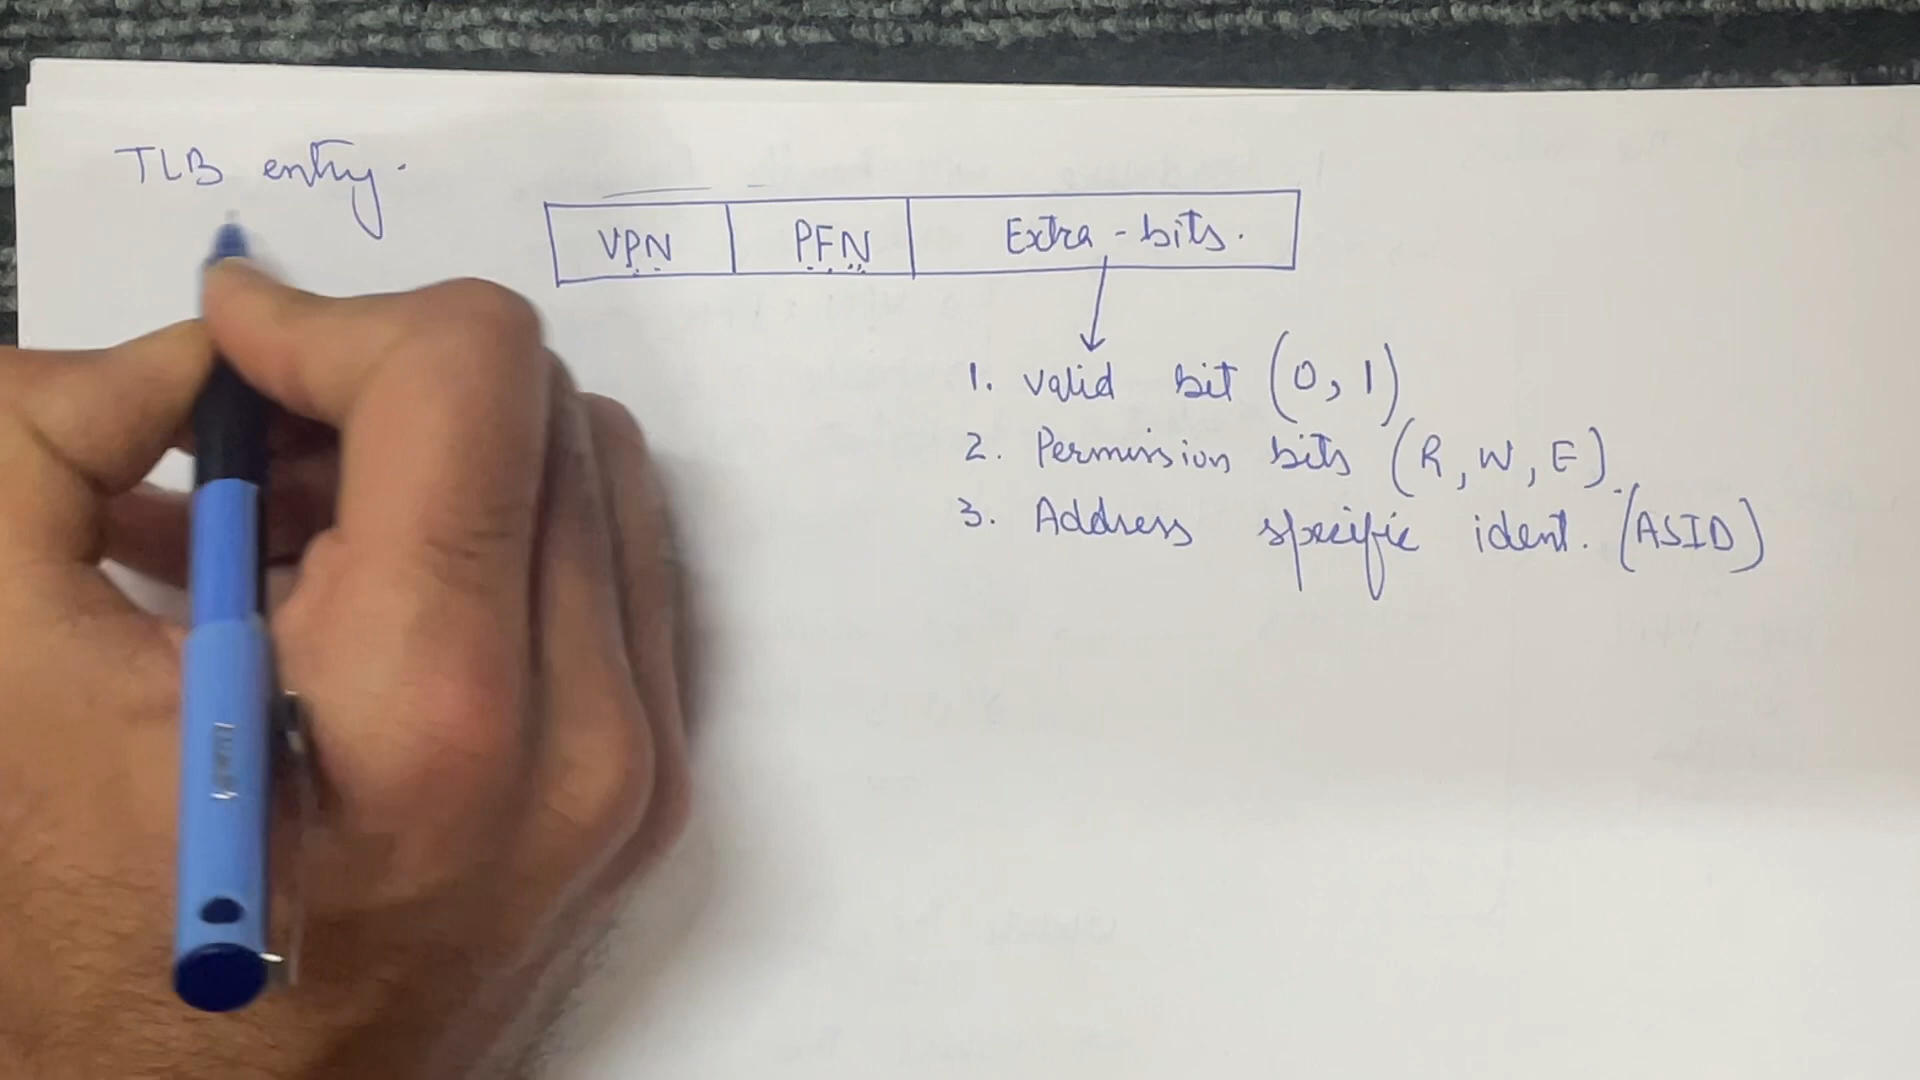 TLB entry.
VPN PFN Extra-bits.
1. valid bit (0, 1)
2. Permission bits (R, W, E).
3. Address specific ident. (ASID)